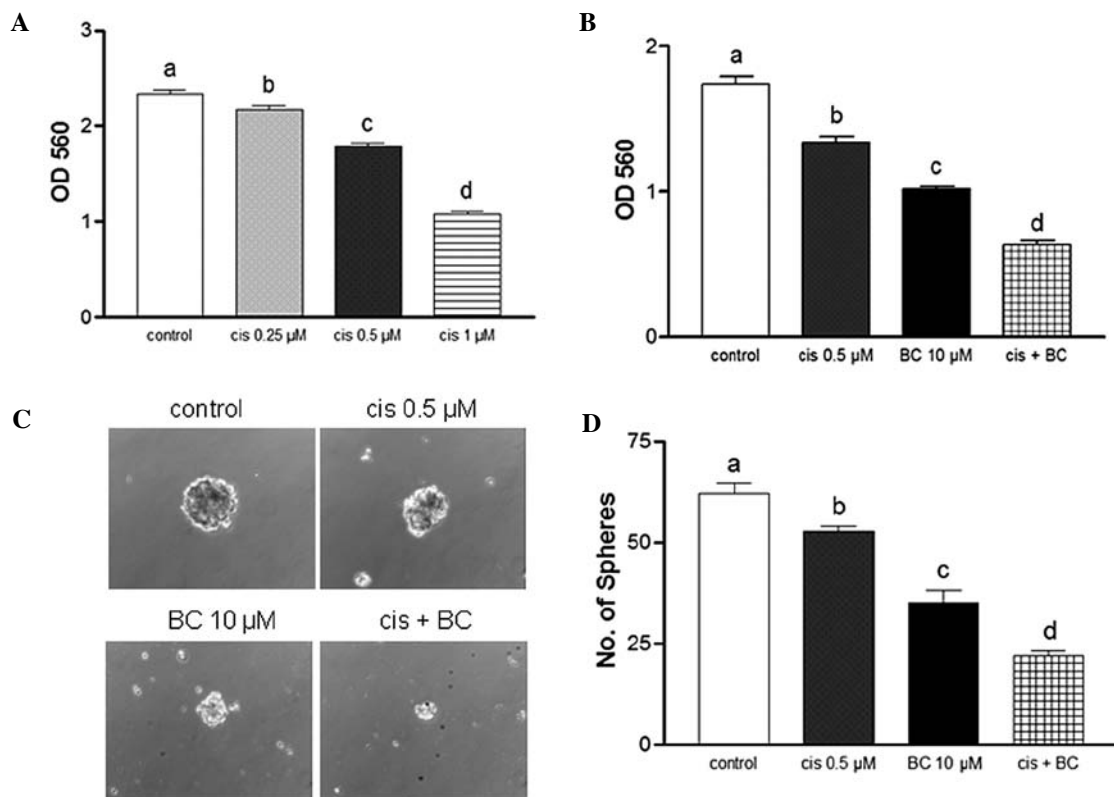 A
3
2
1
0
OD 560
a
b
c
d
control
cis 0.25 µM
cis 0.5 µM
cis 1 µM
B
2
1
0
OD 560
a
b
c
d
control
cis 0.5 µM
BC 10 µM
cis + BC
C
control
cis 0.5 µM
BC 10 µM
cis + BC
D
75
50
25
0
No. of Spheres
a
b
c
d
control
cis 0.5 µM
BC 10 µM
cis + BC